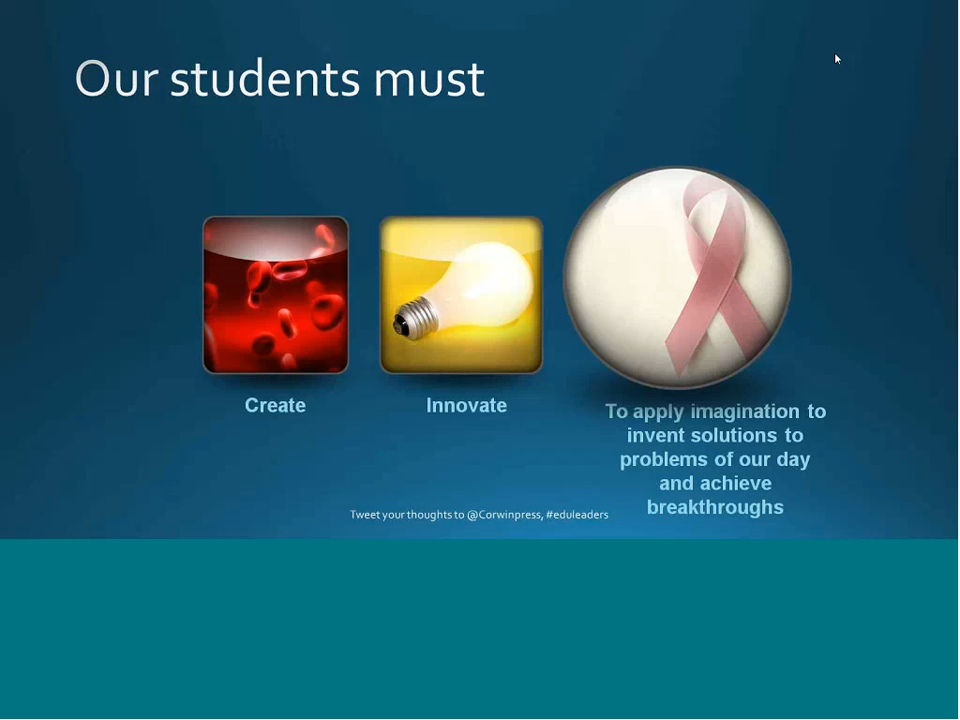 Our students must
Create
Innovate
To apply imagination to
invent solutions to
problems of our day
and achieve
breakthroughs
Tweet your thoughts to @Corwinpress, #eduleaders